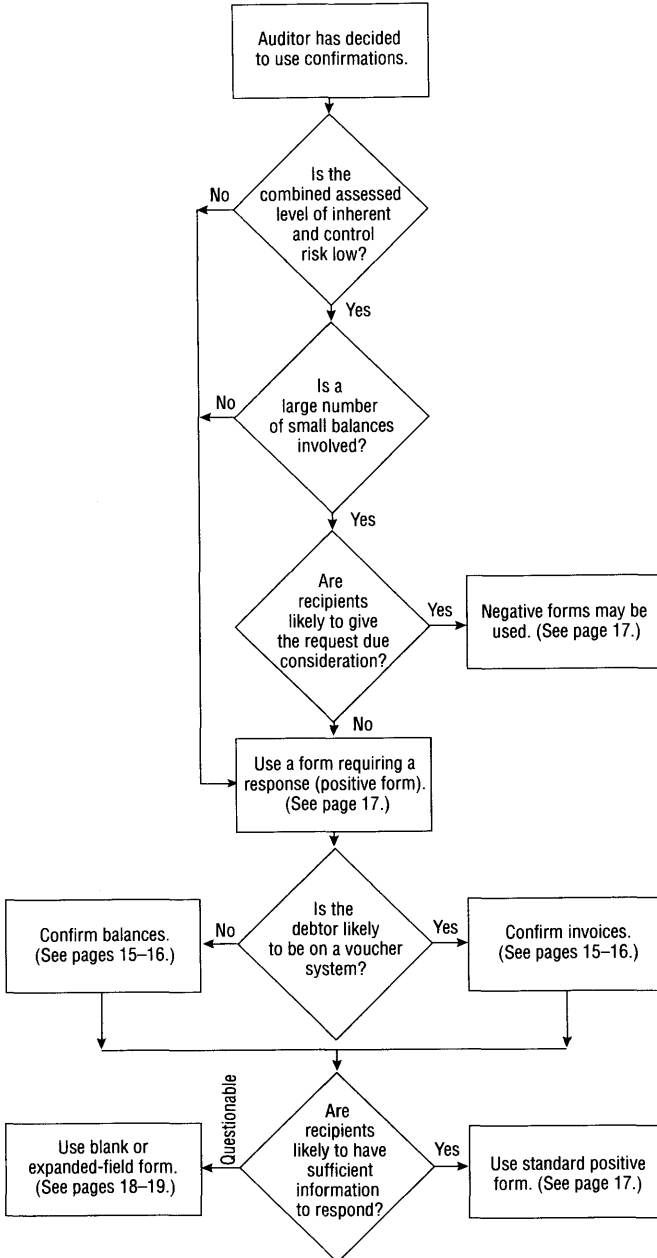 Auditor has decided
to use confirmations.
Is the
combined assessed
level of inherent
and control
risk low?
No
Yes
Is a
large number
of small balances
involved?
No
Yes
Are
recipients
likely to give
the request due
consideration?
Yes
Negative forms may be
used. (See page 17.)
No
Use a form requiring a
response (positive form).
(See page 17.)
Is the
debtor likely
to be on a voucher
system?
No
Confirm balances.
(See pages 15–16.)
Yes
Confirm invoices.
(See pages 15–16.)
Are
recipients
likely to have
sufficient
information
to respond?
Questionable
Use blank or
expanded-field form.
(See pages 18–19.)
Yes
Use standard positive
form. (See page 17.)